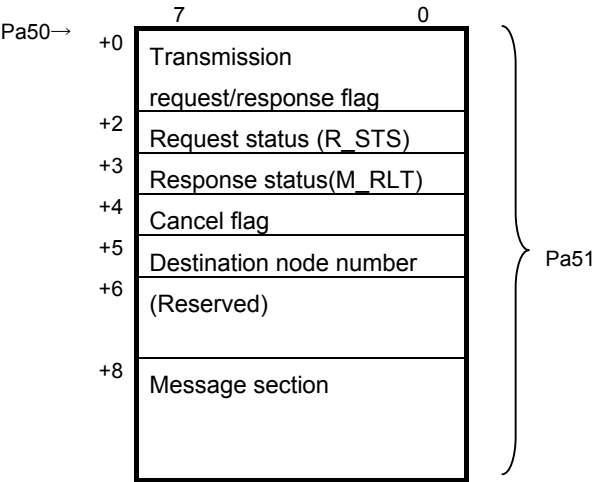 7 0
Pa50→
+0
Transmission
request/response flag
+2
Request status (R_STS)
+3
Response status(M_RLT)
+4
Cancel flag
+5
Destination node number
Pa51
+6
(Reserved)
+8
Message section